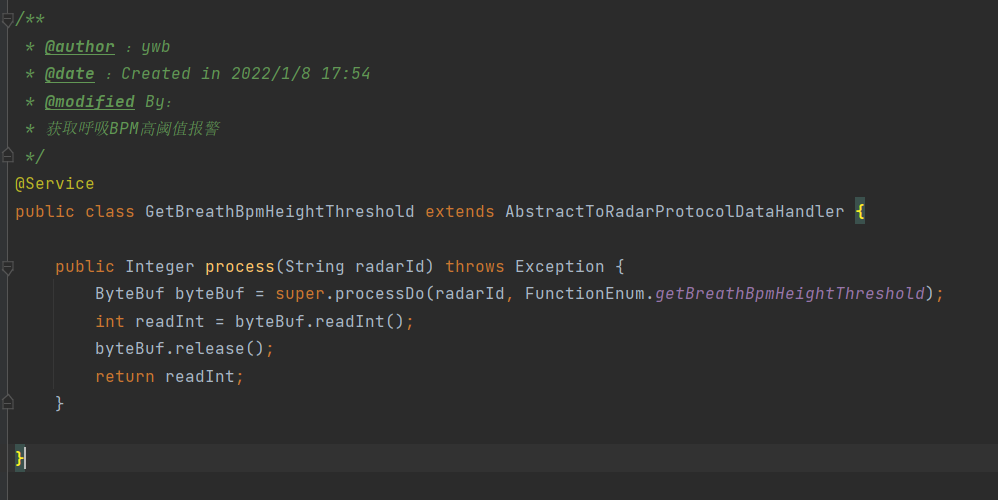 /**
 * @author : ywb
 * @date : Created in 2022/1/8 17:54
 * @modified By:
 * 获取呼吸BPM高阈值报警
 */
@Service
public class GetBreathBpmHeightThreshold extends AbstractToRadarProtocolDataHandler {
    public Integer process(String radarId) throws Exception {
        ByteBuf byteBuf = super.processDo(radarId, FunctionEnum.getBreathBpmHeightThreshold);
        int readInt = byteBuf.readInt();
        byteBuf.release();
        return readInt;
    }
}